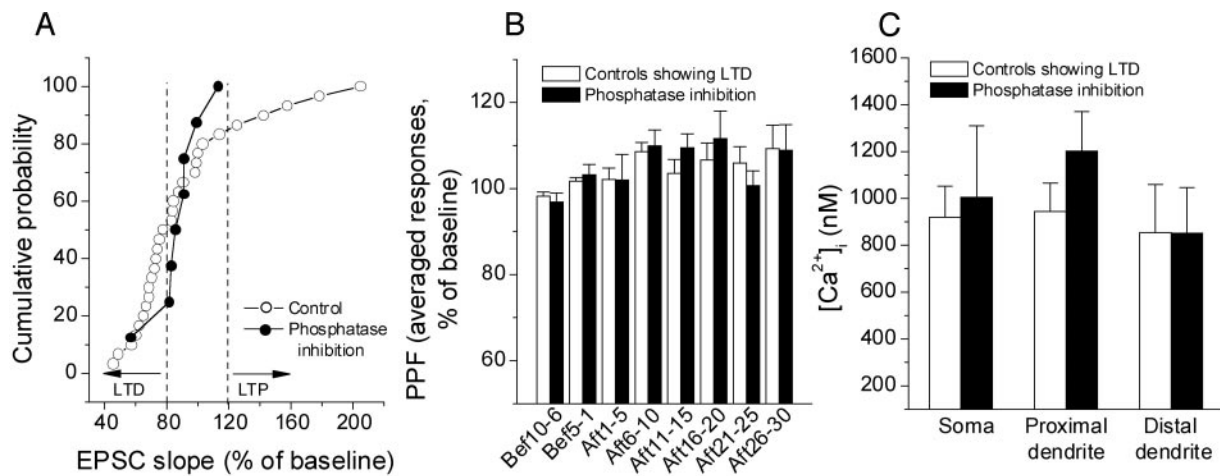 A
Cumulative probability
100
80
60
40
20
0
Control
Phosphatase
inhibition
LTD
LTP
40
80
120
160
200
EPSC slope (% of baseline)
B
PPF (averaged responses,
% of baseline)
120
100
80
60
Controls showing LTD
Phosphatase inhibition
Bef10-6
Bef5-1
Aft1-5
Aft6-10
Aft11-15
Aft16-20
Aft21-25
Aft26-30
C
[Ca2+]i (nM)
1600
1400
1200
1000
800
600
400
200
Controls showing LTD
Phosphatase inhibition
Soma
Proximal
dendrite
Distal
dendrite